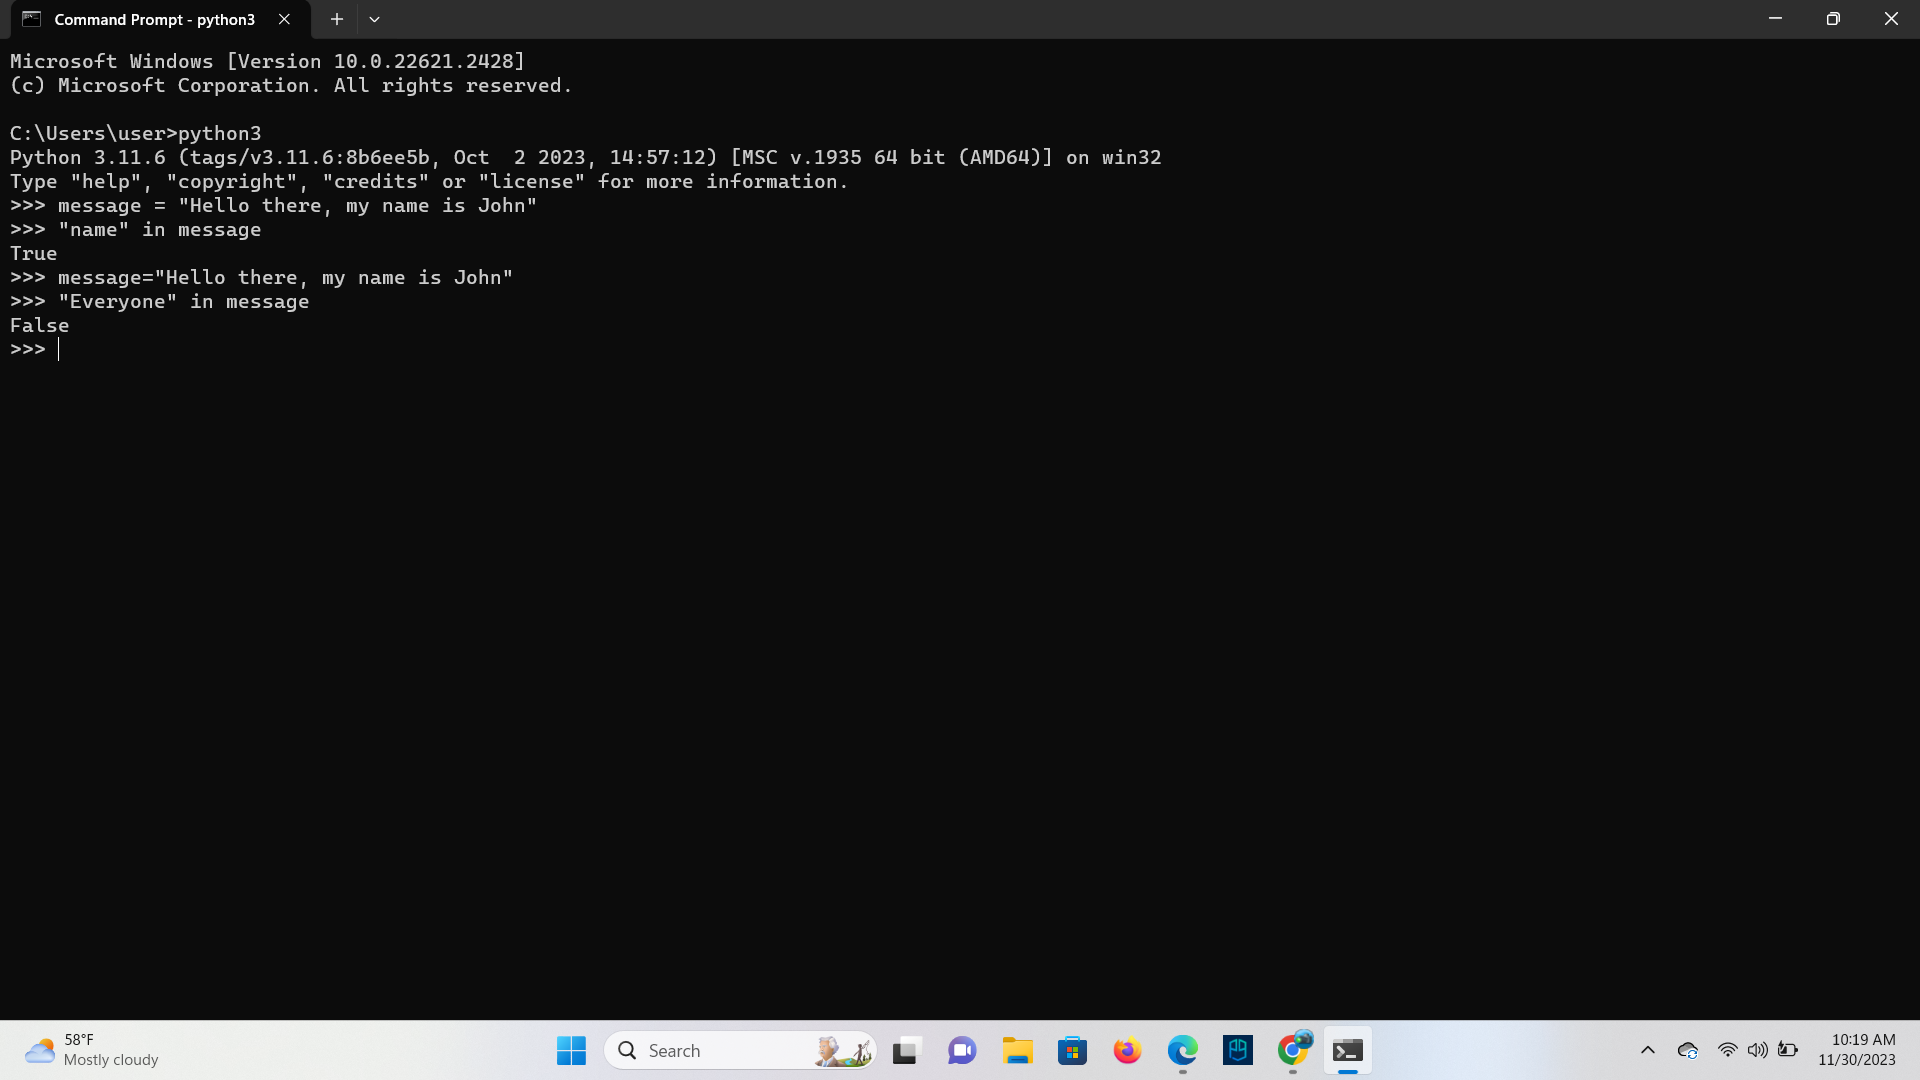 Command Prompt - python3
Microsoft Windows [Version 10.0.22621.2428]
(c) Microsoft Corporation. All rights reserved.
C:\Users\user>python3
Python 3.11.6 (tags/v3.11.6:8b6ee5b, Oct  2 2023, 14:57:12) [MSC v.1935 64 bit (AMD64)] on win32
Type "help", "copyright", "credits" or "license" for more information.
>>> message = "Hello there, my name is John"
>>> "name" in message
True
>>> message="Hello there, my name is John"
>>> "Everyone" in message
False
>>>
58°F
Mostly cloudy
Search
10:19 AM
11/30/2023